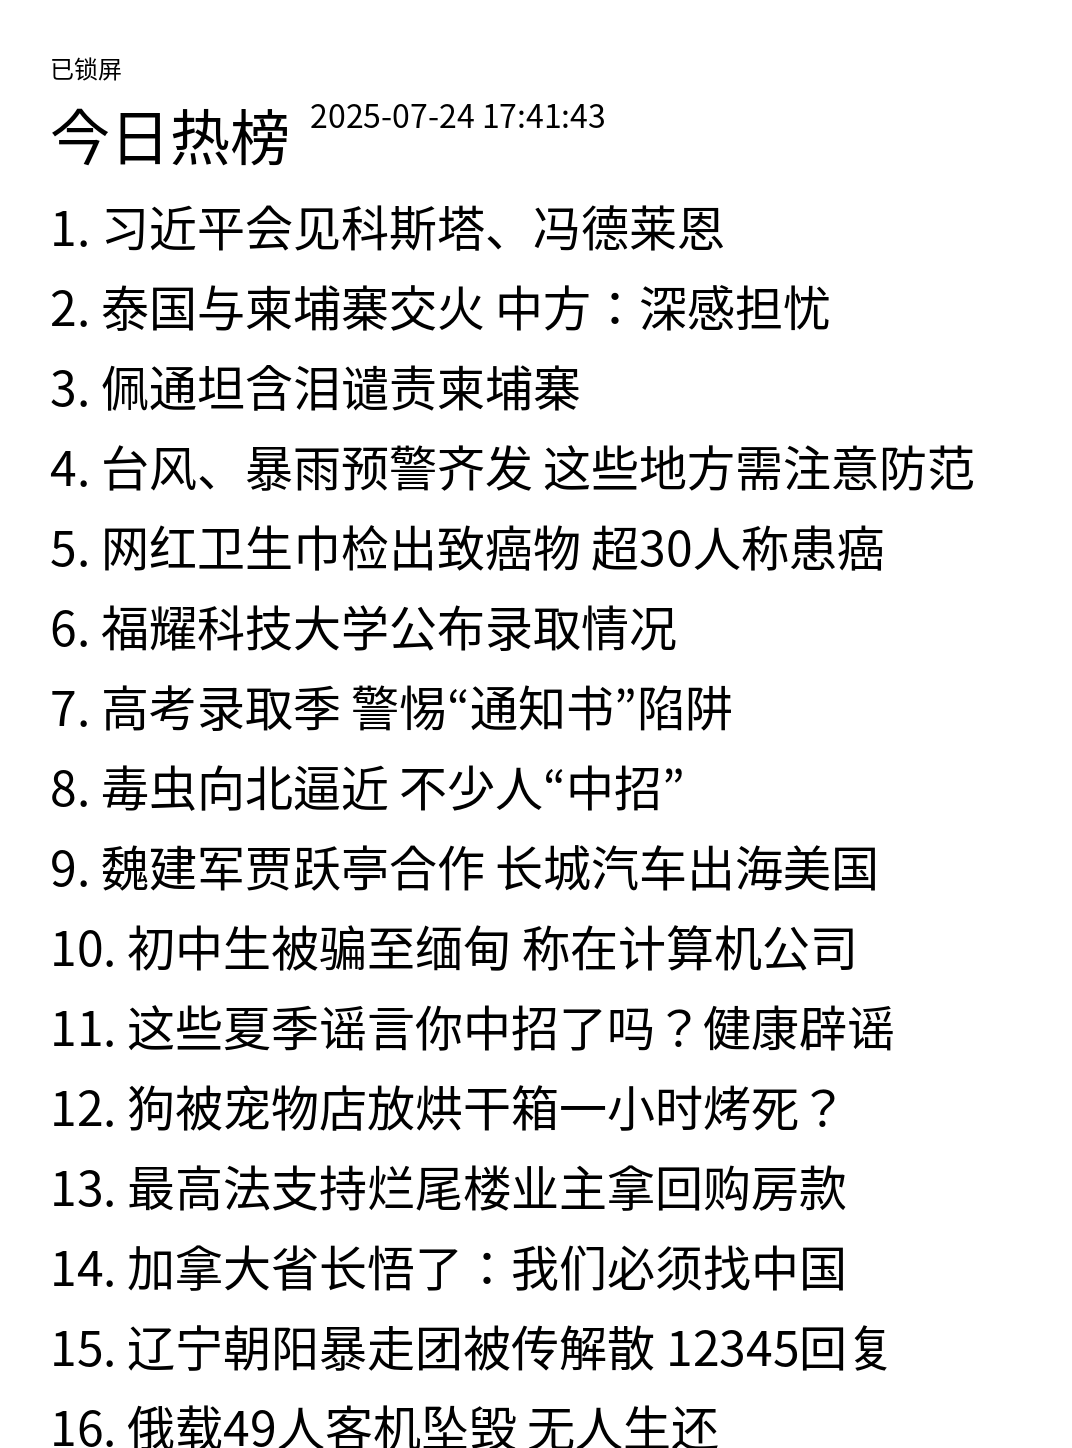 已锁屏
今日热榜 2025-07-24 17:41:43
1. 习近平会见科斯塔、冯德莱恩
2. 泰国与柬埔寨交火 中方：深感担忧
3. 佩通坦含泪谴责柬埔寨
4. 台风、暴雨预警齐发 这些地方需注意防范
5. 网红卫生巾检出致癌物 超30人称患癌
6. 福耀科技大学公布录取情况
7. 高考录取季 警惕“通知书”陷阱
8. 毒虫向北逼近 不少人“中招”
9. 魏建军贾跃亭合作 长城汽车出海美国
10. 初中生被骗至缅甸 称在计算机公司
11. 这些夏季谣言你中招了吗？健康辟谣
12. 狗被宠物店放烘干箱一小时烤死？
13. 最高法支持烂尾楼业主拿回购房款
14. 加拿大省长悟了：我们必须找中国
15. 辽宁朝阳暴走团被传解散 12345回复
16. 俄载49人客机坠毁 无人生还